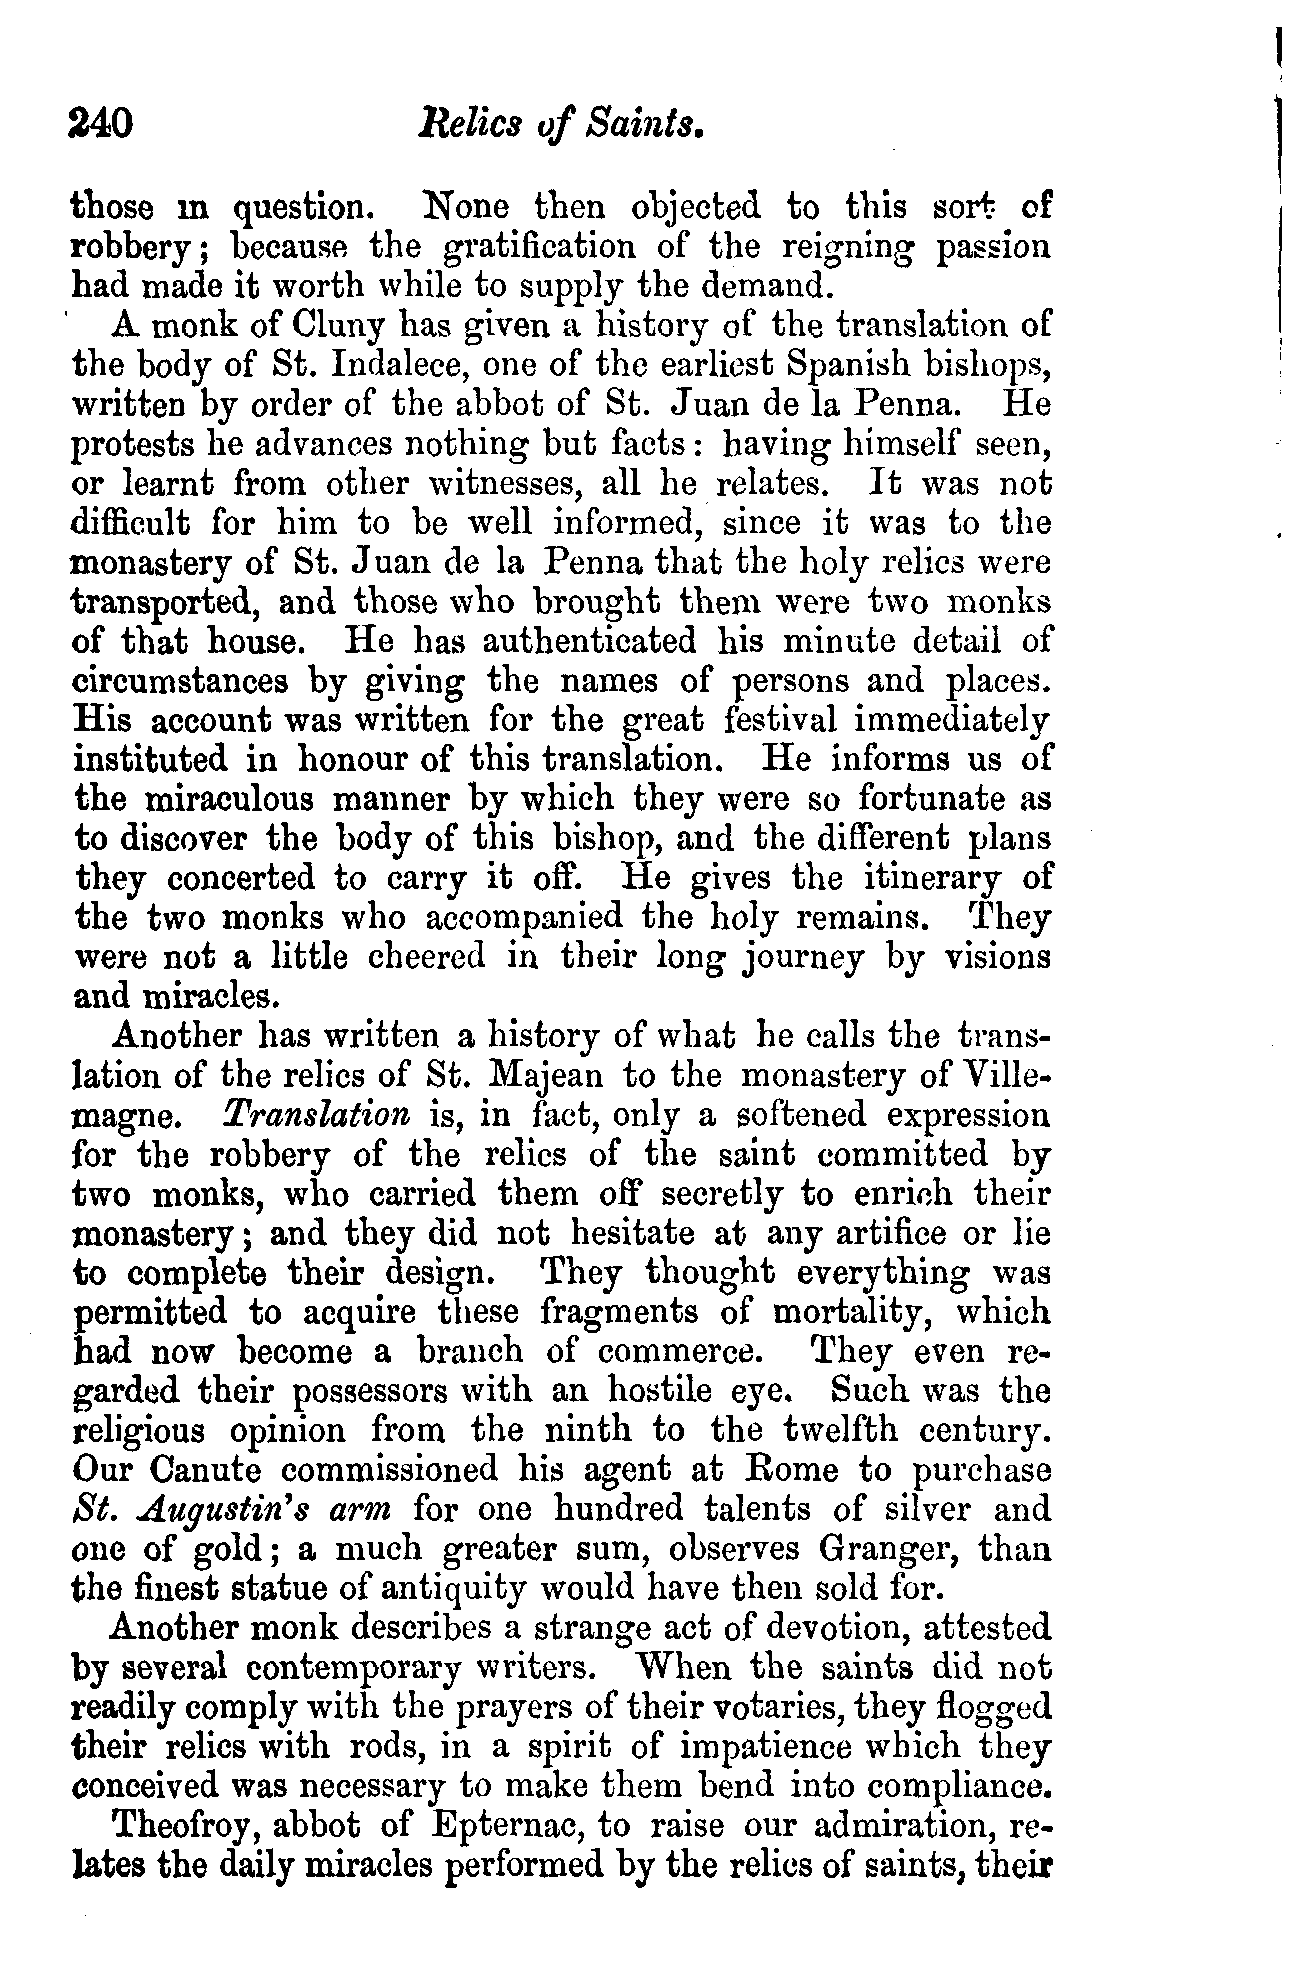 240 Relics of Saints.
those in question. None then objected to this sort of
robbery; because the gratification of the reigning passion
had made it worth while to supply the demand.
A monk of Cluny has given a history of the translation of
the body of St. Indalece, one of the earliest Spanish bishops,
written by order of the abbot of St. Juan de la Penna. He
protests he advances nothing but facts: having himself seen,
or learnt from other witnesses, all he relates. It was not
difficult for him to be well informed, since it was to the
monastery of St. Juan de la Penna that the holy relics were
transported, and those who brought them were two monks
of that house. He has authenticated his minute detail of
circumstances by giving the names of persons and places.
His account was written for the great festival immediately
instituted in honour of this translation. He informs us of
the miraculous manner by which they were so fortunate as
to discover the body of this bishop, and the different plans
they concerted to carry it off. He gives the itinerary of
the two monks who accompanied the holy remains. They
were not a little cheered in their long journey by visions
and miracles.
Another has written a history of what he calls the trans-
lation of the relics of St. Majean to the monastery of Ville-
magne. Translation is, in fact, only a softened expression
for the robbery of the relics of the saint committed by
two monks, who carried them off secretly to enrich their
monastery; and they did not hesitate at any artifice or lie
to complete their design. They thought everything was
permitted to acquire these fragments of mortality, which
had now become a branch of commerce. They even re-
garded their possessors with an hostile eye. Such was the
religious opinion from the ninth to the twelfth century.
Our Canute commissioned his agent at Rome to purchase
St. Augustin's arm for one hundred talents of silver and
one of gold; a much greater sum, observes Granger, than
the finest statue of antiquity would have then sold for.
Another monk describes a strange act of devotion, attested
by several contemporary writers. When the saints did not
readily comply with the prayers of their votaries, they flogged
their relics with rods, in a spirit of impatience which they
conceived was necessary to make them bend into compliance.
Theofroy, abbot of Epternac, to raise our admiration, re-
lates the daily miracles performed by the relics of saints, their